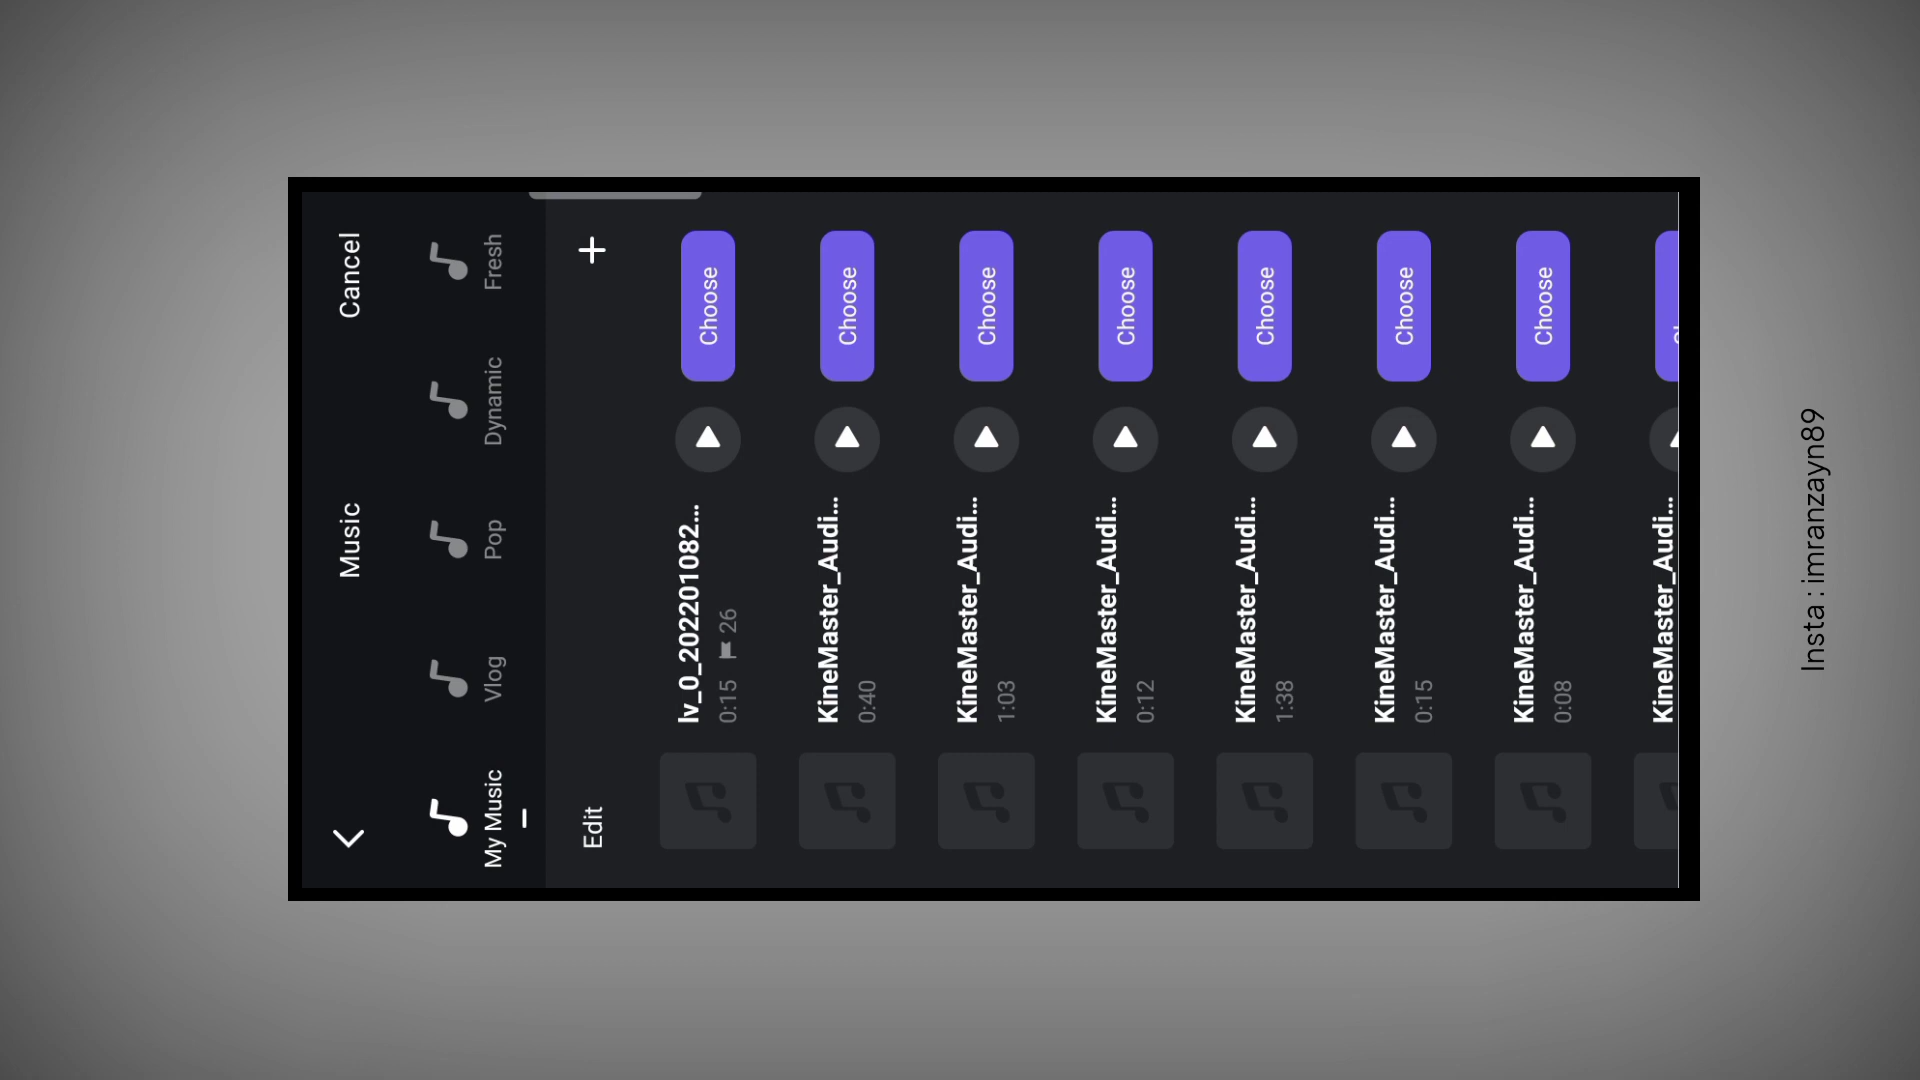 Music
Cancel
My Music
Vlog
Pop
Dynamic
Fresh
Edit
+
lv_0_202201082...
0:15 26
Choose
KineMaster_Audi...
0:40
Choose
KineMaster_Audi...
1:03
Choose
KineMaster_Audi...
0:12
Choose
KineMaster_Audi...
1:38
Choose
KineMaster_Audi...
0:15
Choose
KineMaster_Audi...
0:08
Choose
KineMaster_Audi...
Insta : imranzayn89